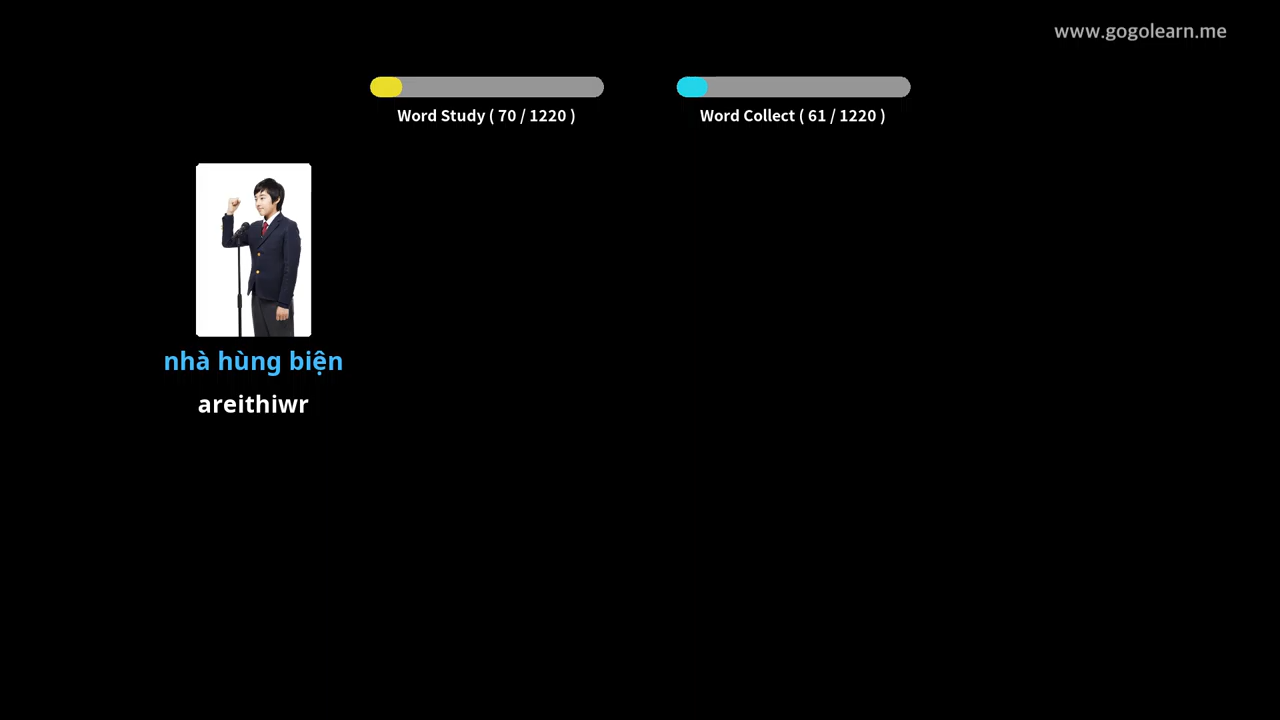 www.gogolearn.me
Word Study ( 70 / 1220 )
Word Collect ( 61 / 1220 )
nhà hùng biện
areithiwr